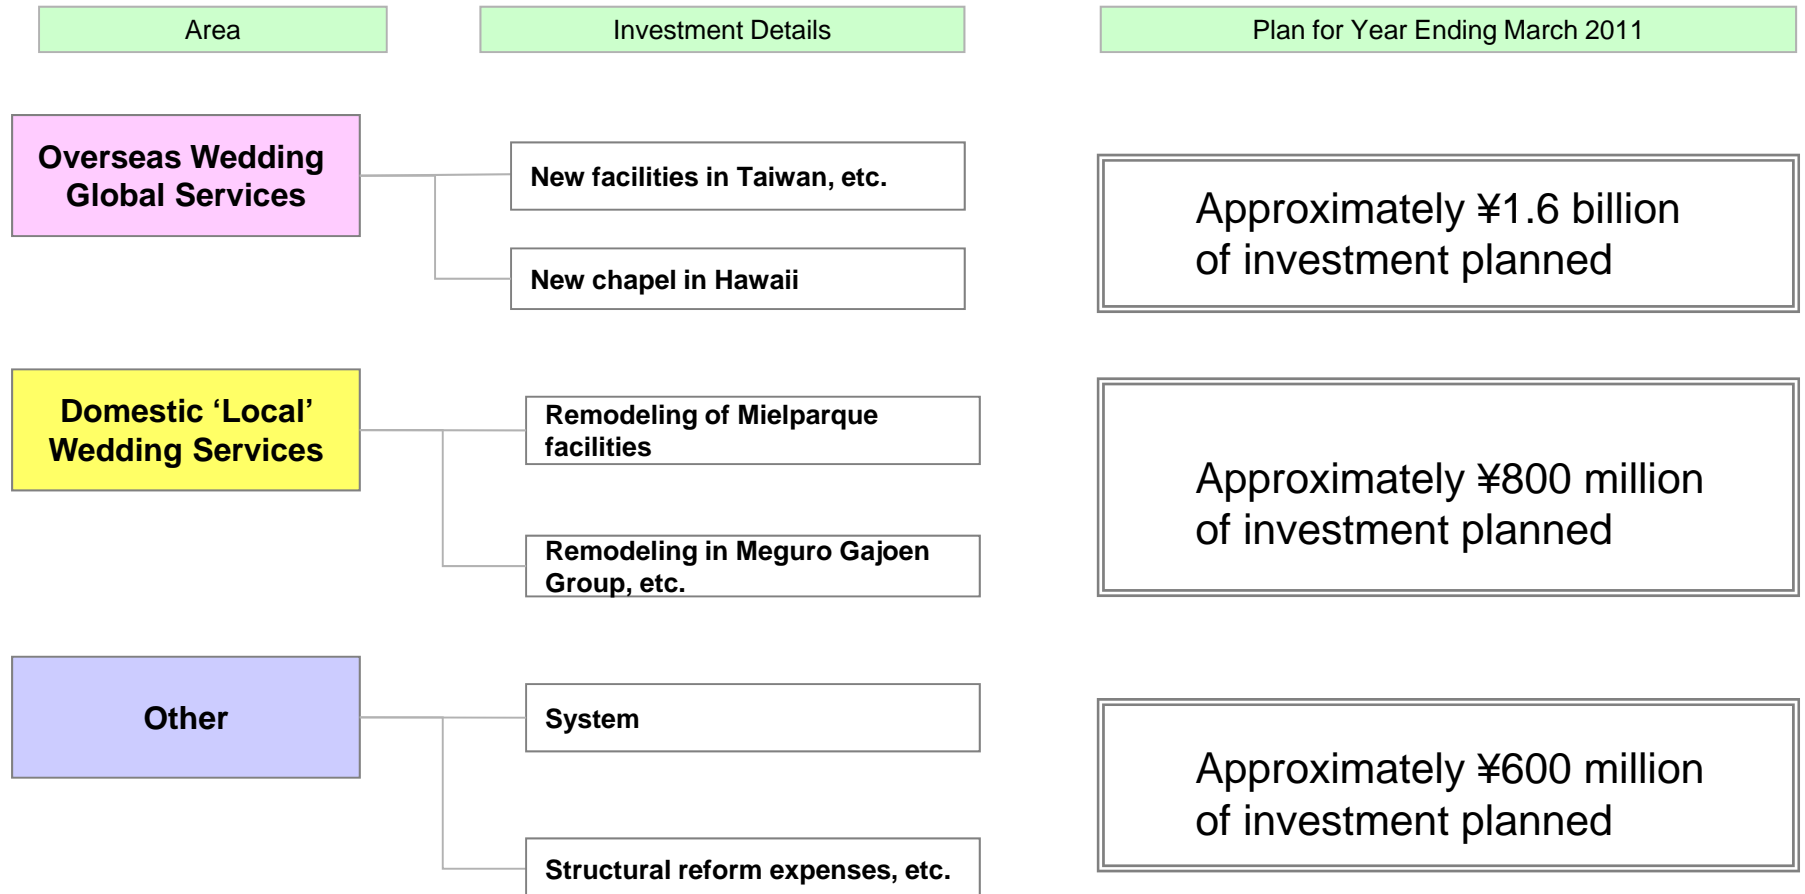 Area
Investment Details
Plan for Year Ending March 2011
Overseas Wedding
Global Services
New facilities in Taiwan, etc.
New chapel in Hawaii
Approximately ¥1.6 billion
of investment planned
Domestic ‘Local’
Wedding Services
Remodeling of Mielparque
facilities
Remodeling in Meguro Gajoen
Group, etc.
Approximately ¥800 million
of investment planned
Other
System
Structural reform expenses, etc.
Approximately ¥600 million
of investment planned